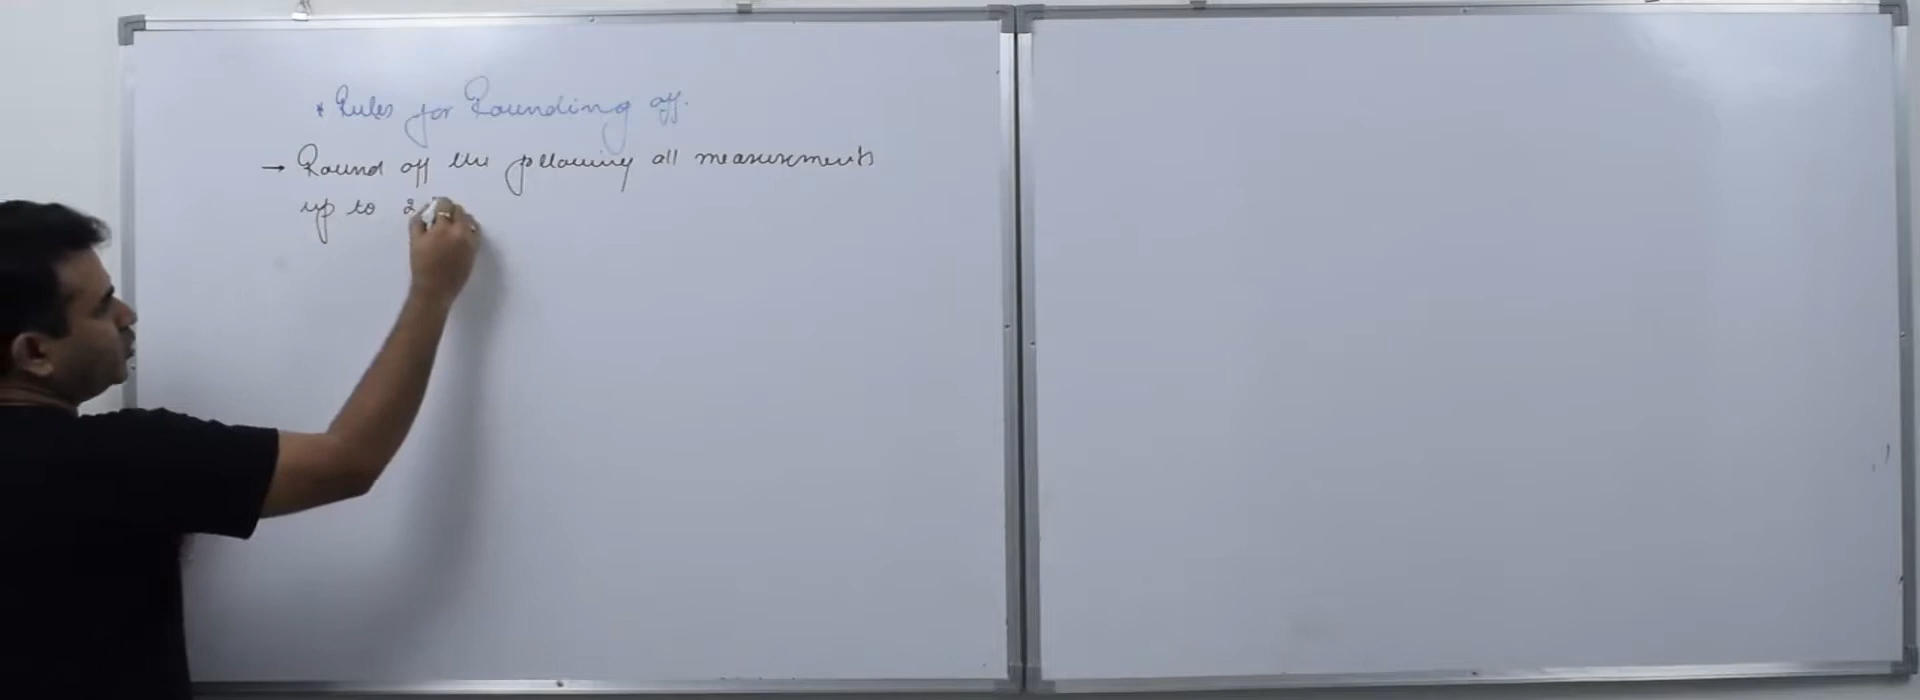 * Rules for Rounding off.
→ Round off the following all measurements
up to 2